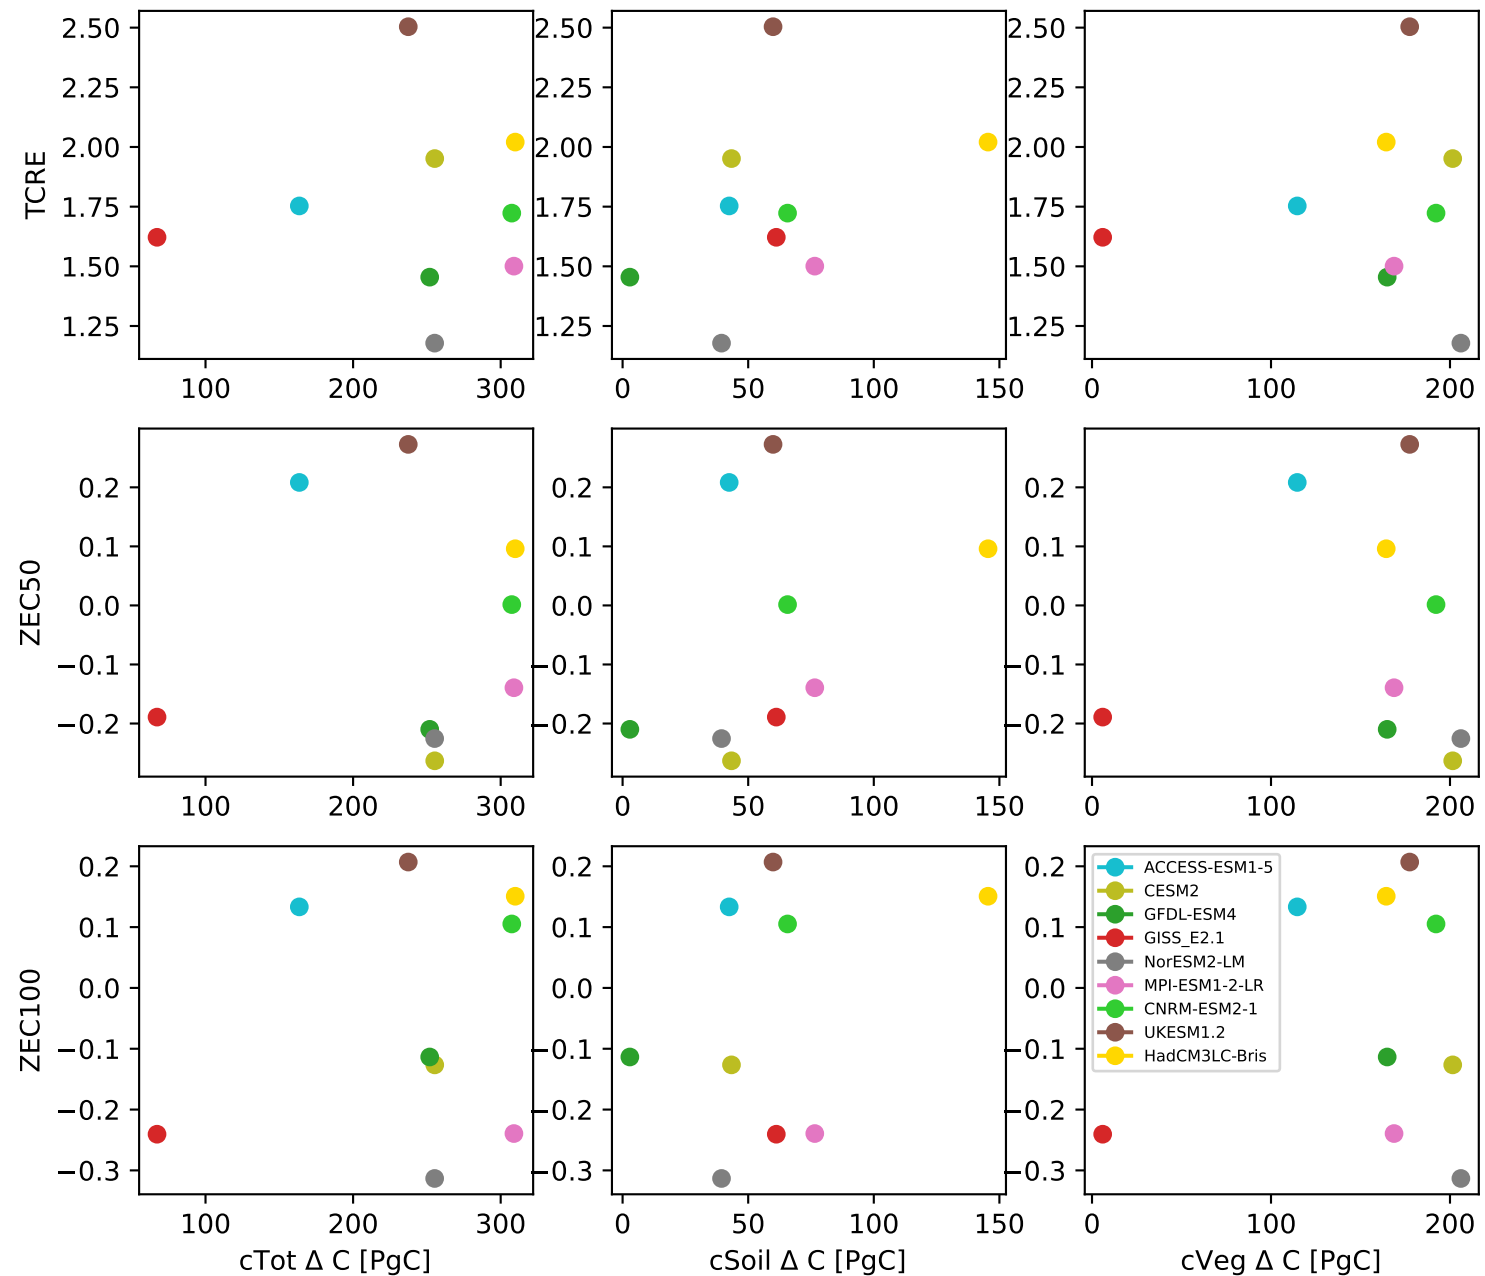 2.50
2.25
2.00
1.75
1.50
1.25
TCRE
100 200 300
2.50
2.25
2.00
1.75
1.50
1.25
0 50 100 150
2.50
2.25
2.00
1.75
1.50
1.25
0 100 200
0.2
0.1
0.0
−0.1
−0.2
ZEC50
100 200 300
0.2
0.1
0.0
−0.1
−0.2
0 50 100 150
0.2
0.1
0.0
−0.1
−0.2
0 100 200
0.2
0.1
0.0
−0.1
−0.2
−0.3
ZEC100
100 200 300
cTot Δ C [PgC]
0.2
0.1
0.0
−0.1
−0.2
−0.3
0 50 100 150
cSoil Δ C [PgC]
0.2
0.1
0.0
−0.1
−0.2
−0.3
ACCESS-ESM1-5
CESM2
GFDL-ESM4
GISS_E2.1
NorESM2-LM
MPI-ESM1-2-LR
CNRM-ESM2-1
UKESM1.2
HadCM3LC-Bris
0 100 200
cVeg Δ C [PgC]